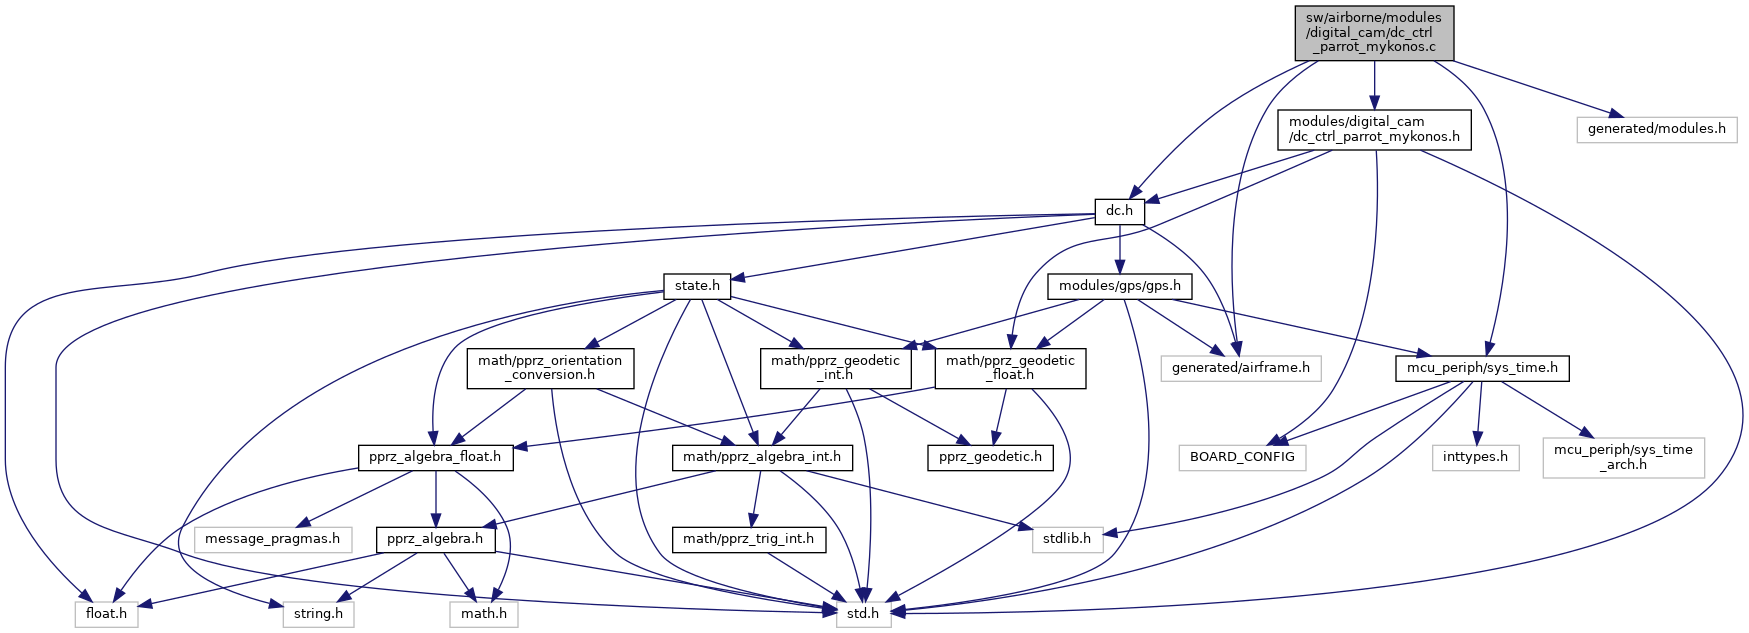 sw/airborne/modules
/digital_cam/dc_ctrl
_parrot_mykonos.c
modules/digital_cam
/dc_ctrl_parrot_mykonos.h
generated/modules.h
dc.h
state.h
modules/gps/gps.h
math/pprz_orientation
_conversion.h
math/pprz_geodetic
_int.h
math/pprz_geodetic
_float.h
generated/airframe.h
mcu_periph/sys_time.h
pprz_algebra_float.h
math/pprz_algebra_int.h
pprz_geodetic.h
BOARD_CONFIG
inttypes.h
mcu_periph/sys_time
_arch.h
message_pragmas.h
pprz_algebra.h
math/pprz_trig_int.h
stdlib.h
float.h
string.h
math.h
std.h